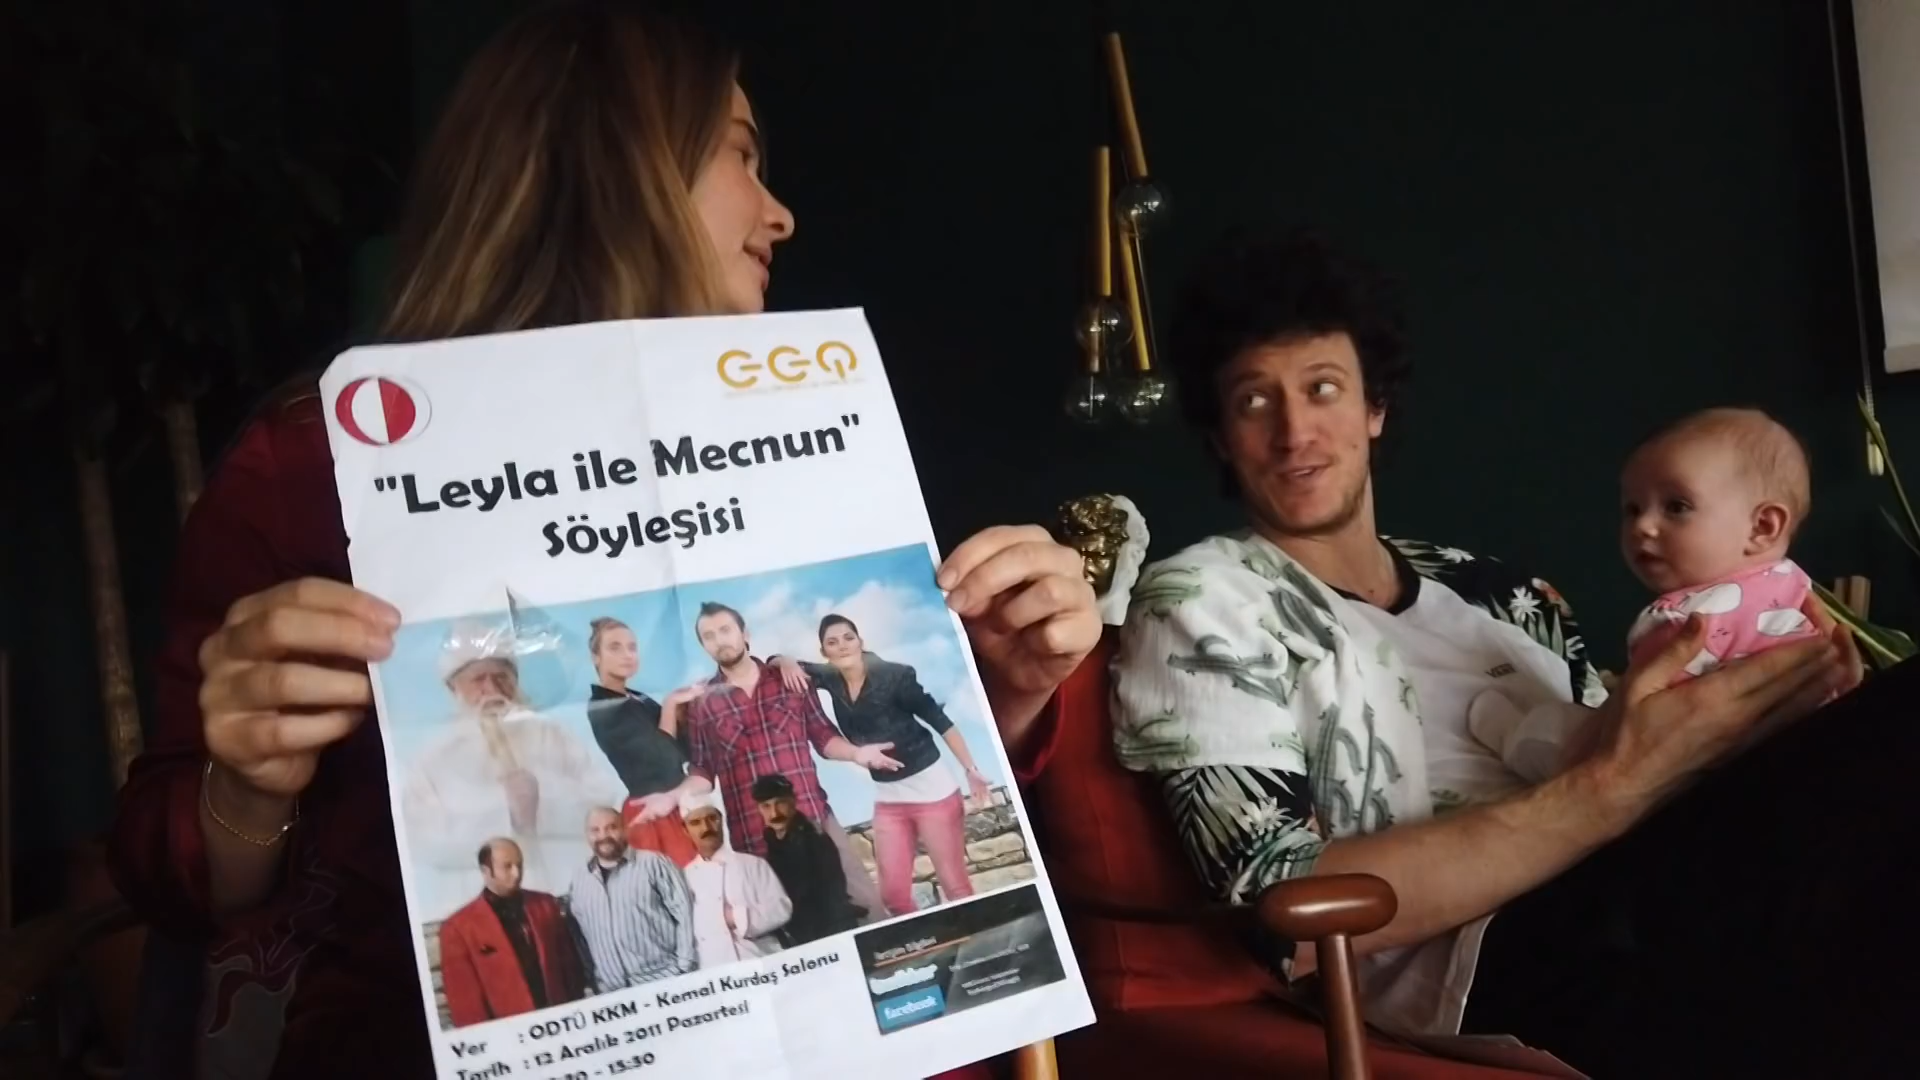 "Leyla ile Mecnun"
Söyleşisi
Yer : ODTÜ KKM - Kemal Kurdaş Salonu
Tarih : 12 Aralık 2011 Pazartesi
facebook